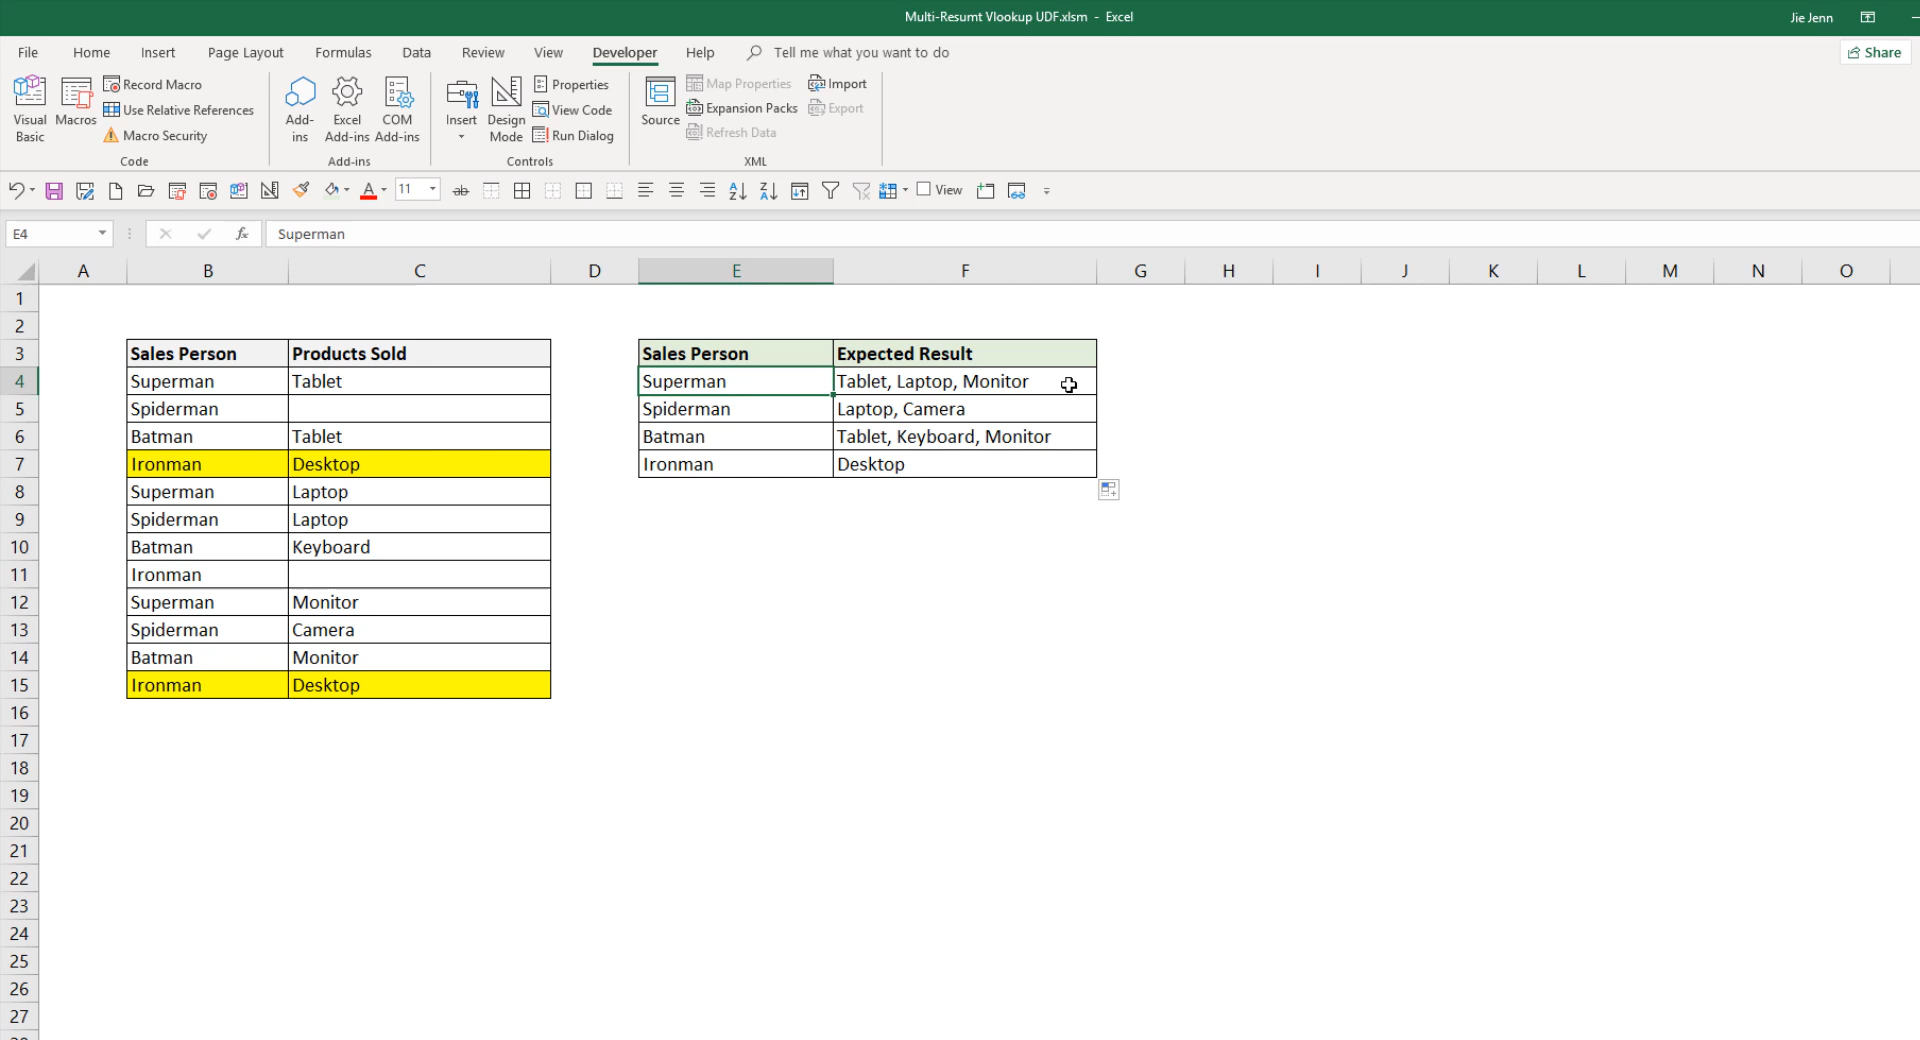 Multi-Resumt Vlookup UDF.xlsm - Excel
Jie Jenn
File Home Insert Page Layout Formulas Data Review View Developer Help Tell me what you want to do Share
Visual Basic
Macros
Record Macro
Use Relative References
Macro Security
Code
Add-ins
Excel Add-ins
COM Add-ins
Add-ins
Insert
Design Mode
Properties
View Code
Run Dialog
Controls
Source
Map Properties
Expansion Packs
Refresh Data
Import
Export
XML
11
View
E4 fx Superman
A B C D E F G H I J K L M N O
1
2
3 Sales Person Products Sold Sales Person Expected Result
4 Superman Tablet Superman Tablet, Laptop, Monitor
5 Spiderman Spiderman Laptop, Camera
6 Batman Tablet Batman Tablet, Keyboard, Monitor
7 Ironman Desktop Ironman Desktop
8 Superman Laptop
9 Spiderman Laptop
10 Batman Keyboard
11 Ironman
12 Superman Monitor
13 Spiderman Camera
14 Batman Monitor
15 Ironman Desktop
16
17
18
19
20
21
22
23
24
25
26
27